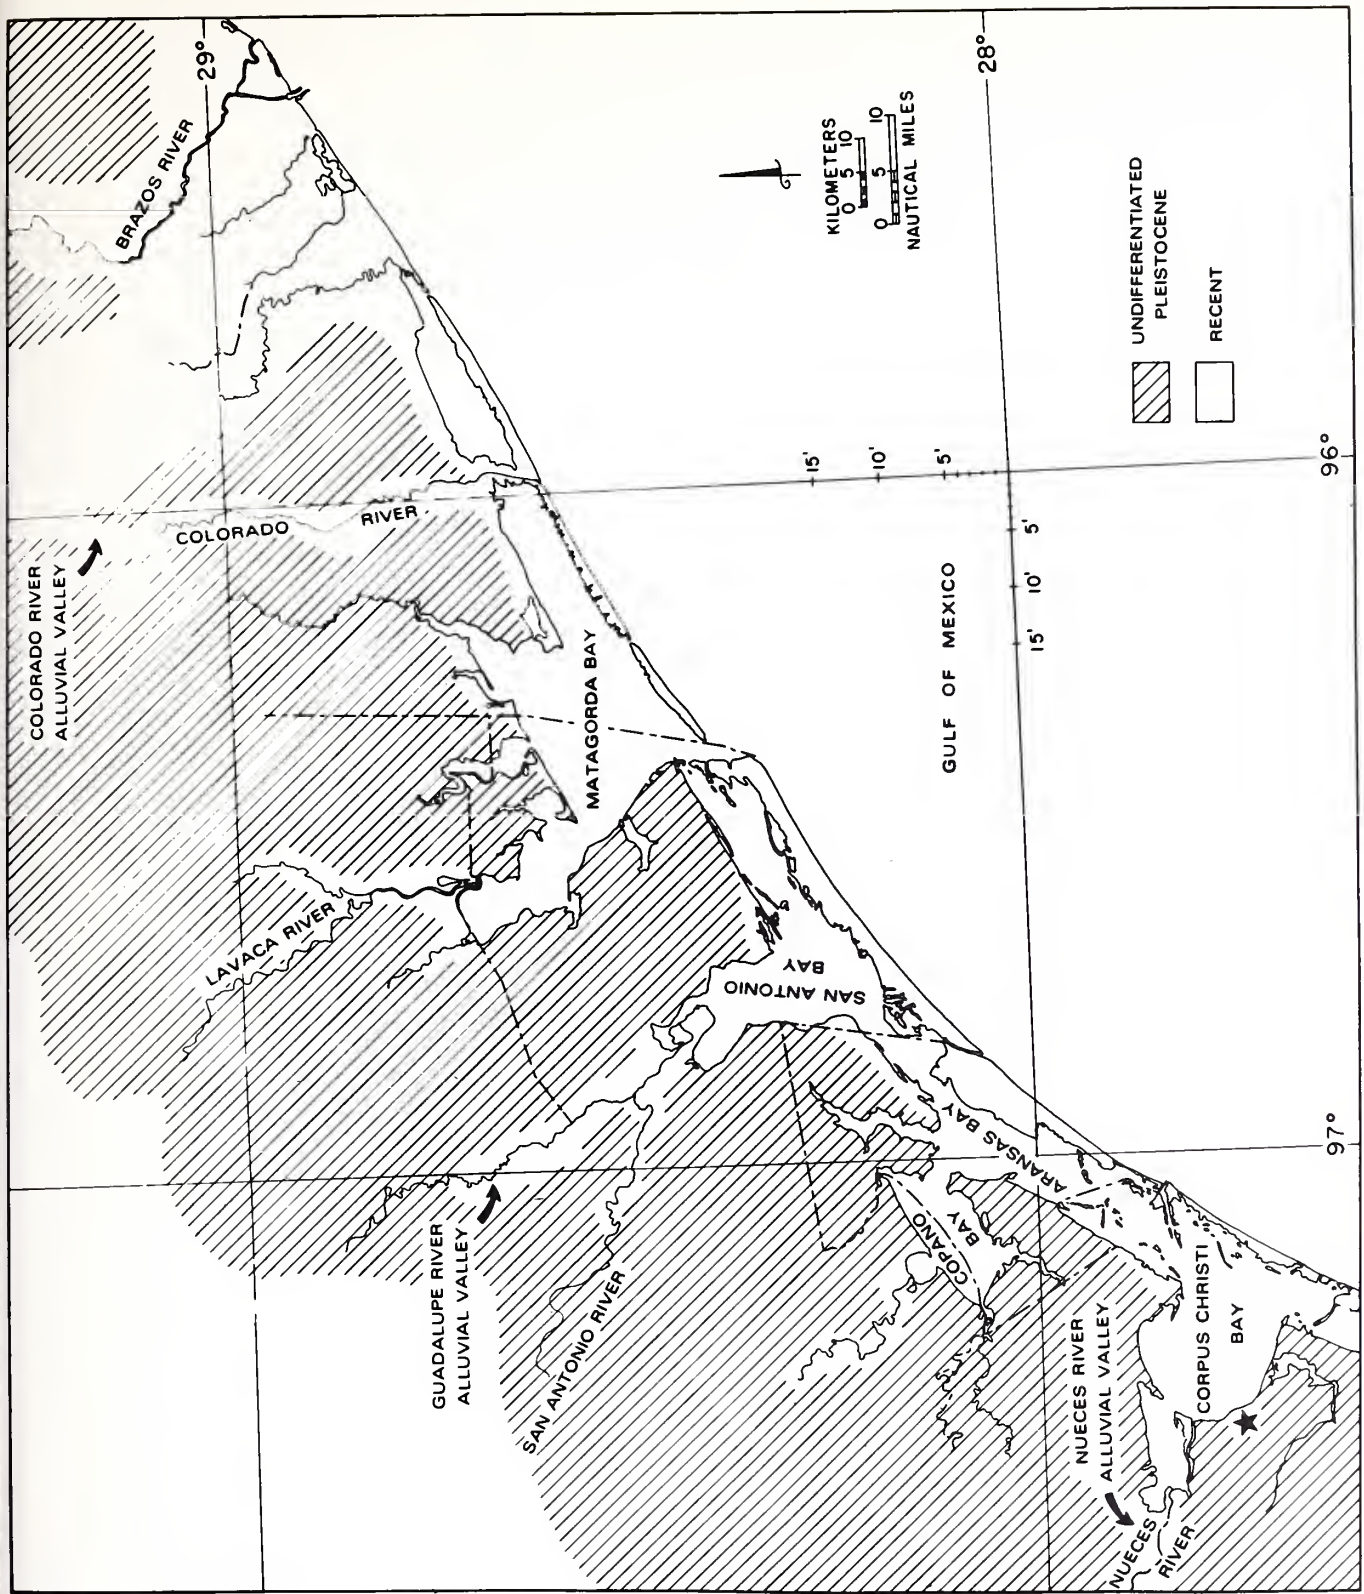 29°
28°
BRAZOS RIVER
COLORADO RIVER
ALLUVIAL VALLEY
COLORADO RIVER
MATAGORDA BAY
LAVACA RIVER
SAN ANTONIO
BAY
GUADALUPE RIVER
ALLUVIAL VALLEY
SAN ANTONIO RIVER
ARANSAS BAY
COPANO
BAY
NUECES RIVER
ALLUVIAL VALLEY
CORPUS CHRISTI
BAY
NUECES
RIVER
GULF OF MEXICO
15'
10'
5'
5'
10'
15'
96°
97°
KILOMETERS
0 5 10
0 5 10
NAUTICAL MILES
UNDIFFERENTIATED
PLEISTOCENE
RECENT